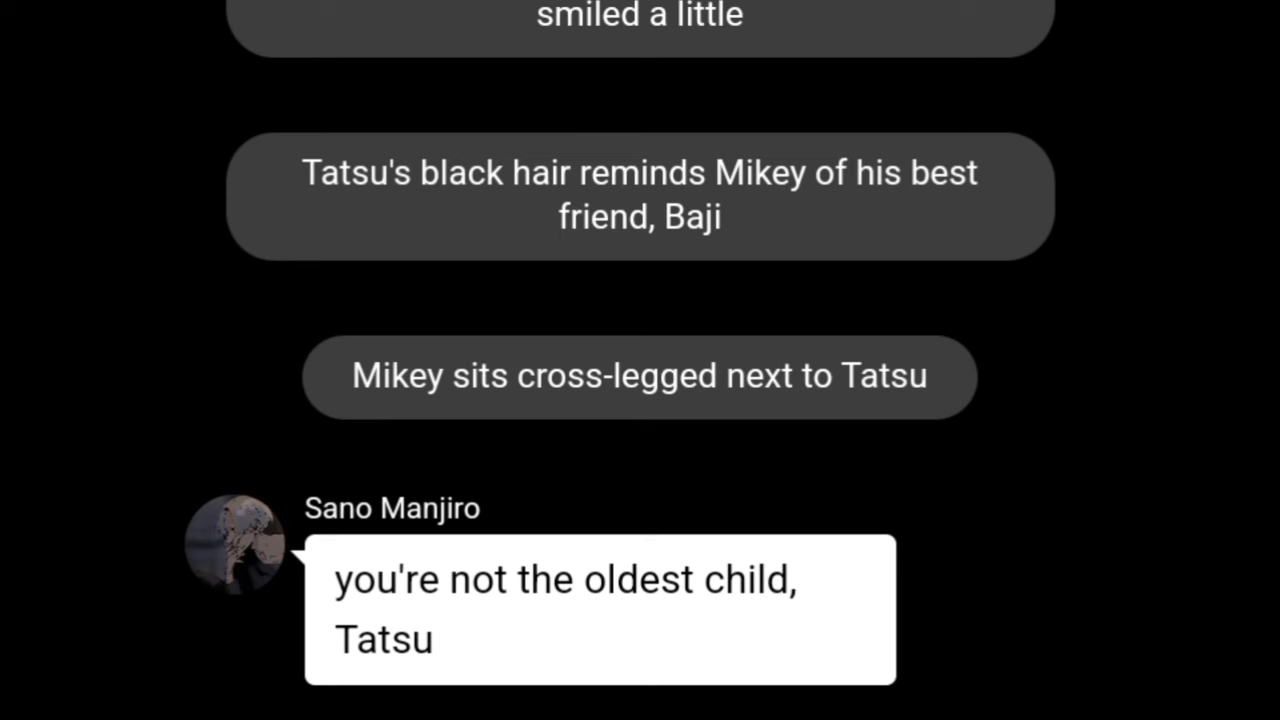 smiled a little
Tatsu's black hair reminds Mikey of his best
friend, Baji
Mikey sits cross-legged next to Tatsu
Sano Manjiro
you're not the oldest child,
Tatsu